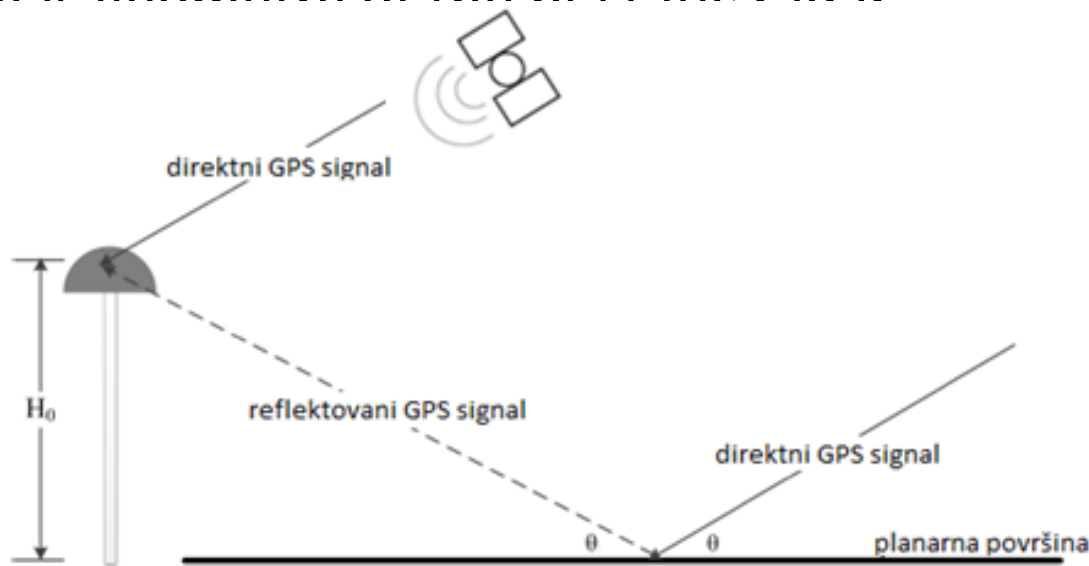 direktni GPS signal
H₀
reflektovani GPS signal
direktni GPS signal
θ θ
planarna površina